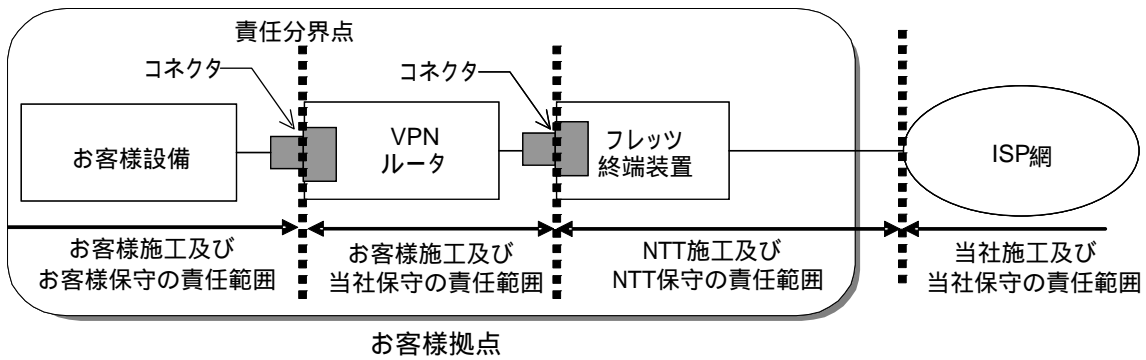 責任分界点
コネクタ
コネクタ
お客様設備
VPN
ルータ
フレッツ
終端装置
ISP網
お客様施工及び
お客様保守の責任範囲
お客様施工及び
当社保守の責任範囲
NTT施工及び
NTT保守の責任範囲
当社施工及び
当社保守の責任範囲
お客様拠点